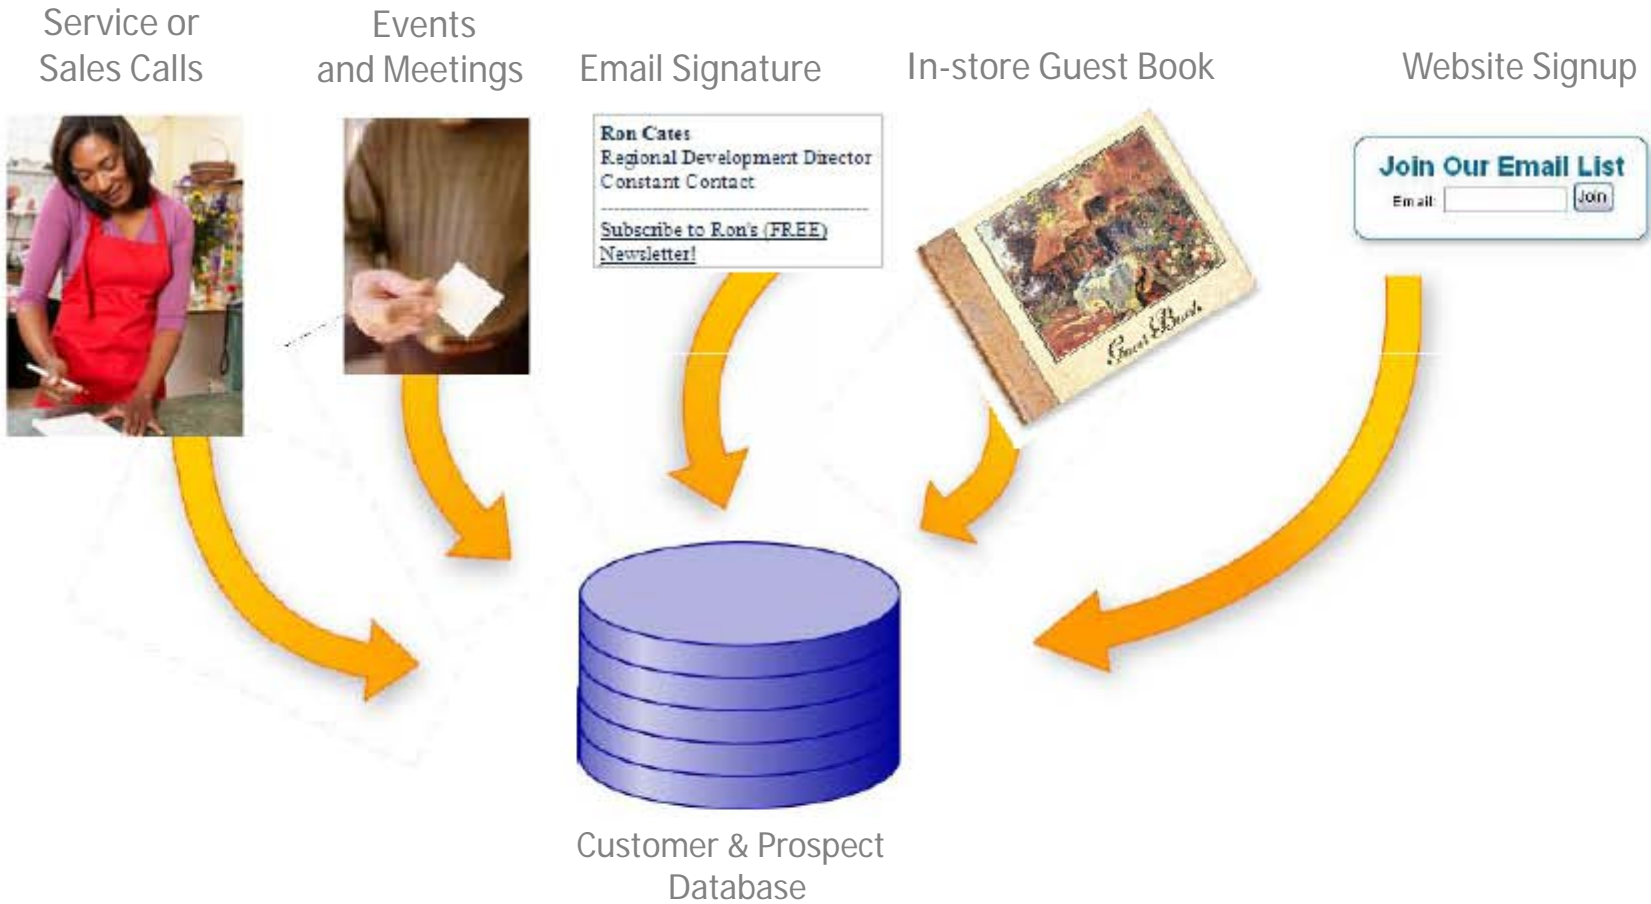 Service or
Sales Calls
Events
and Meetings
Email Signature
In-store Guest Book
Website Signup
Ron Cates
Regional Development Director
Constant Contact
Subscribe to Ron's (FREE)
Newsletter!
Guest Book
Join Our Email List
Email:
Join
Customer & Prospect
Database